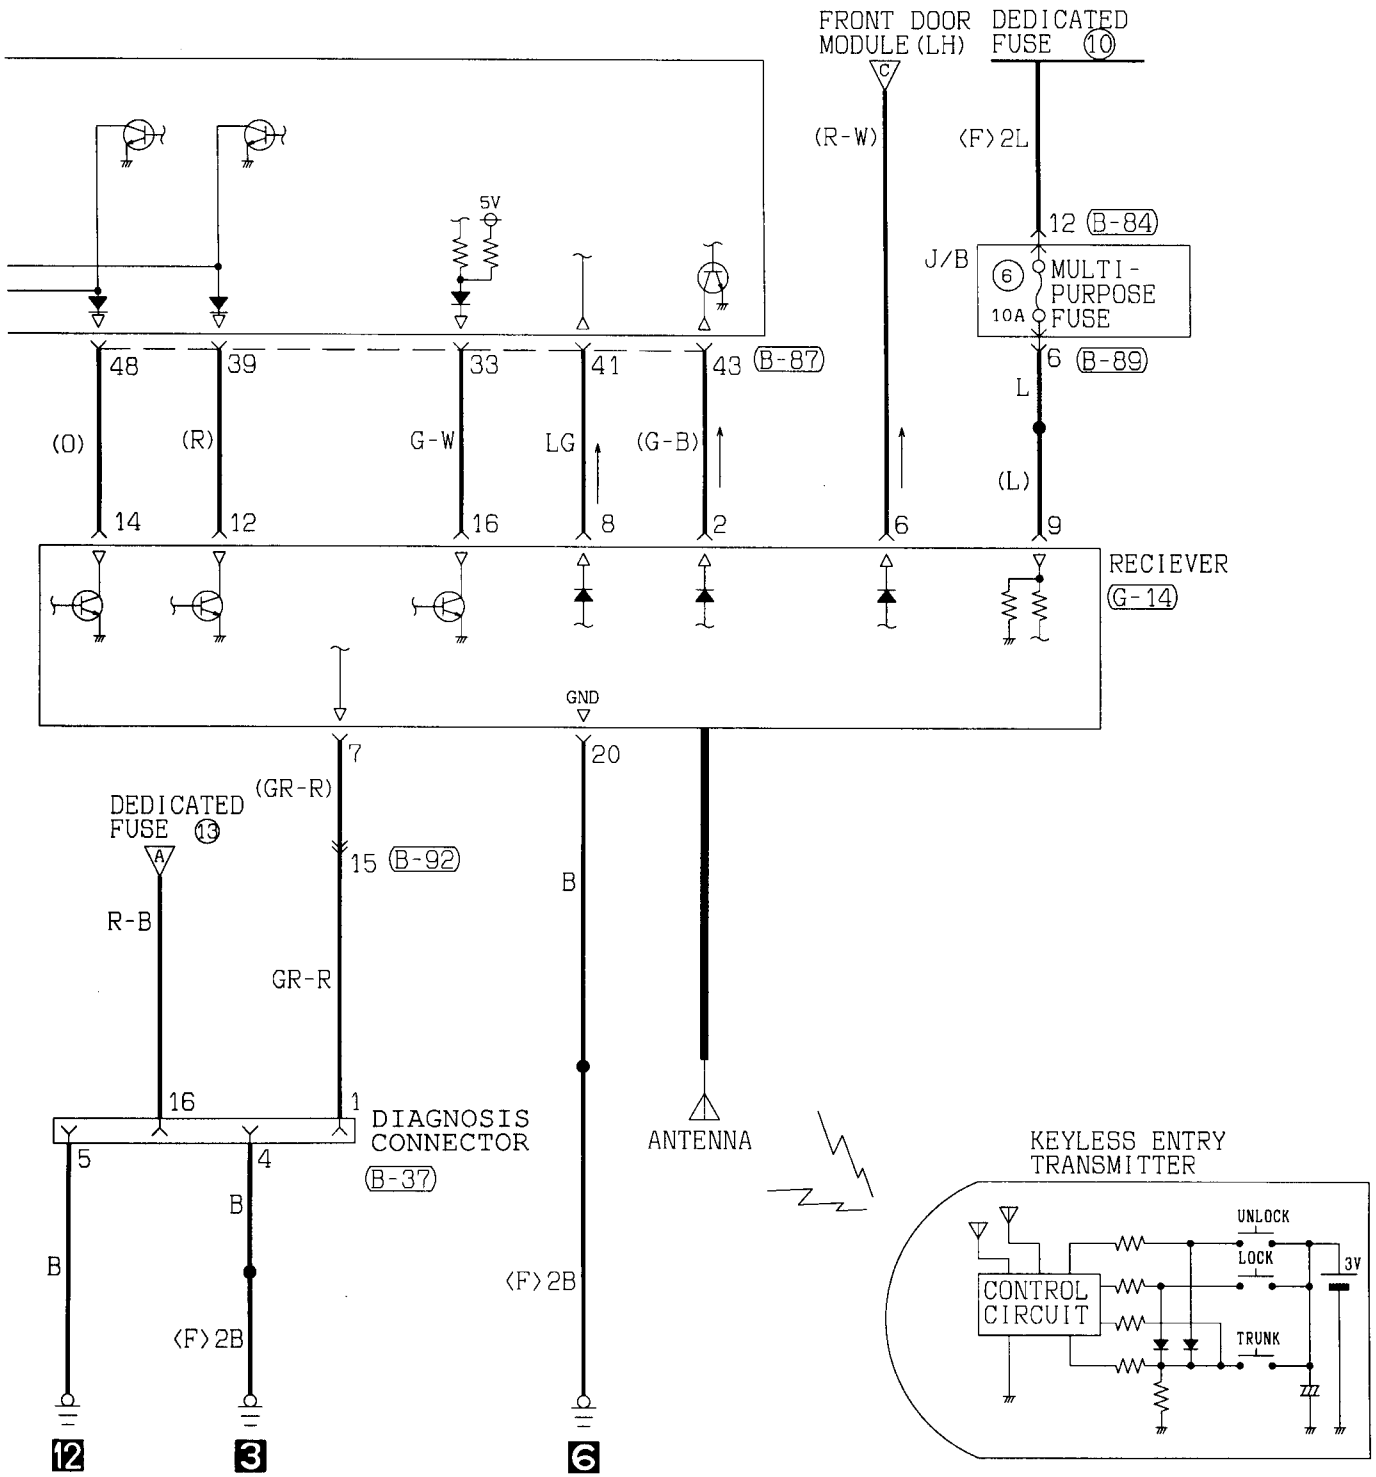 FRONT DOOR
MODULE (LH)
DEDICATED
FUSE 10
C
(R-W)
<F>2L
5V
12 (B-84)
J/B
6
MULTI-
PURPOSE
FUSE
10A
48
39
33
41
43
(B-87)
6 (B-89)
L
(O)
(R)
G-W
LG
(G-B)
(L)
14
12
16
8
2
6
9
RECIEVER
(G-14)
GND
7
20
(GR-R)
DEDICATED
FUSE 13
A
15 (B-92)
B
R-B
GR-R
16
1
DIAGNOSIS
CONNECTOR
(B-37)
ANTENNA
5
4
B
B
<F>2B
<F>2B
12
3
6
KEYLESS ENTRY
TRANSMITTER
UNLOCK
LOCK
3V
CONTROL
CIRCUIT
TRUNK